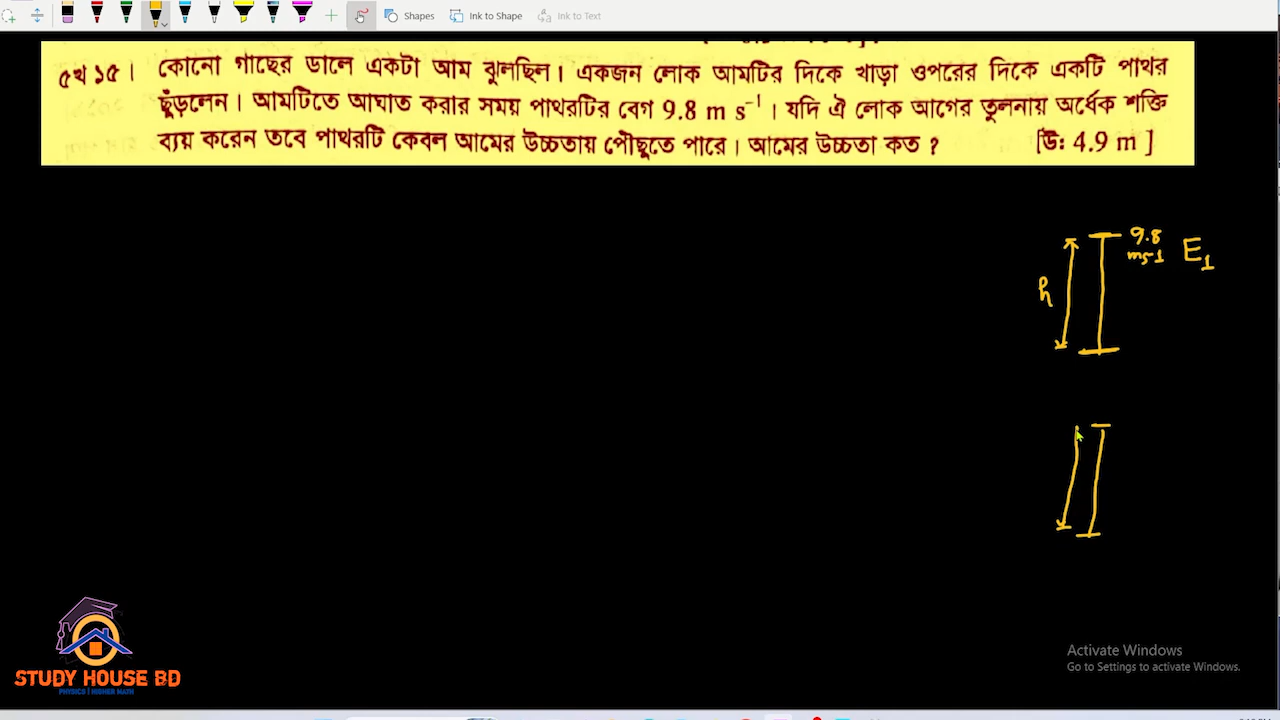 Shapes Ink to Shape Ink to Text
৫খ ১৫। কোনো গাছের ডালে একটা আম ঝুলছিল। একজন লোক আমটির দিকে খাড়া ওপরের দিকে একটি পাথর
ছুঁড়লেন। আমটিতে আঘাত করার সময় পাথরটির বেগ 9.8 m s⁻¹। যদি ঐ লোক আগের তুলনায় অর্ধেক শক্তি
ব্যয় করেন তবে পাথরটি কেবল আমের উচ্চতায় পৌঁছুতে পারে। আমের উচ্চতা কত ? [উঃ 4.9 m ]
9.8
ms-1 E₁
h
Activate Windows
Go to Settings to activate Windows.
STUDY HOUSE BD
PHYSICS | HIGHER MATH